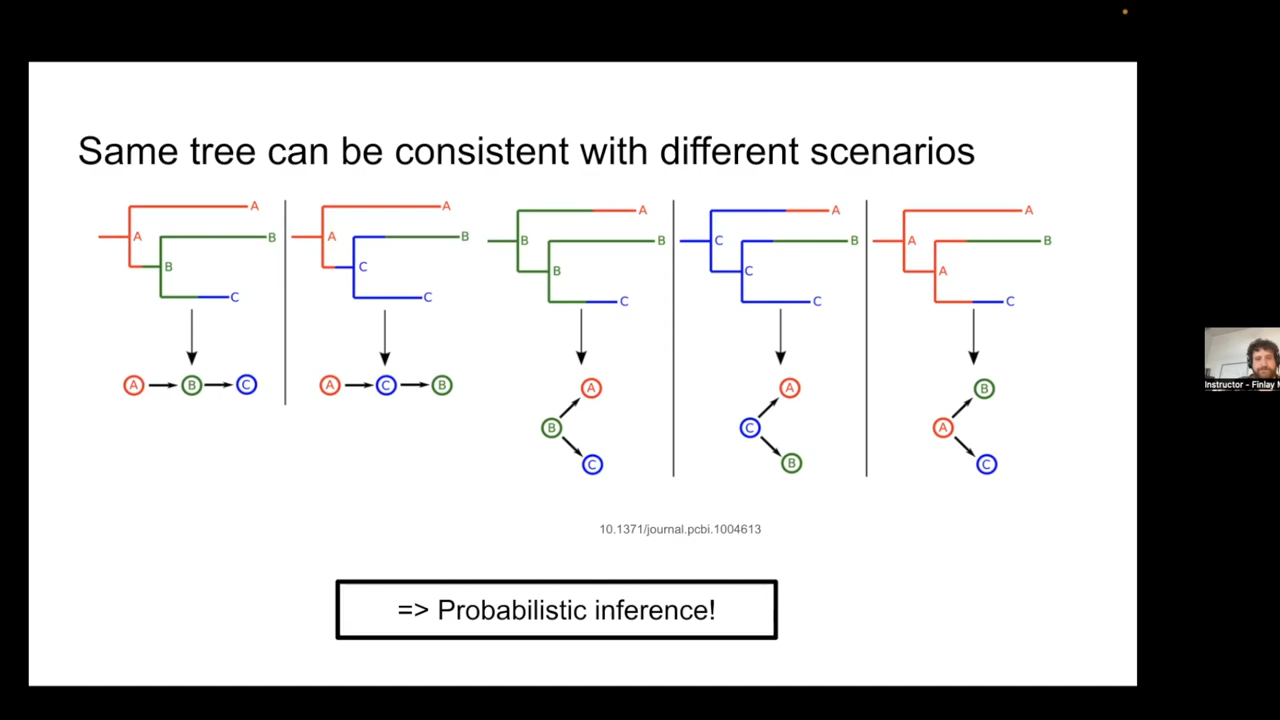 Same tree can be consistent with different scenarios
A
A
B
B
C
A
A
B
C
C
A
B
B
B
C
A
C
B
C
C
A
A
B
A
C
A B C
A C B
A
B
C
A
C
B
B
A
C
10.1371/journal.pcbi.1004613
=> Probabilistic inference!
Instructor - Finlay M